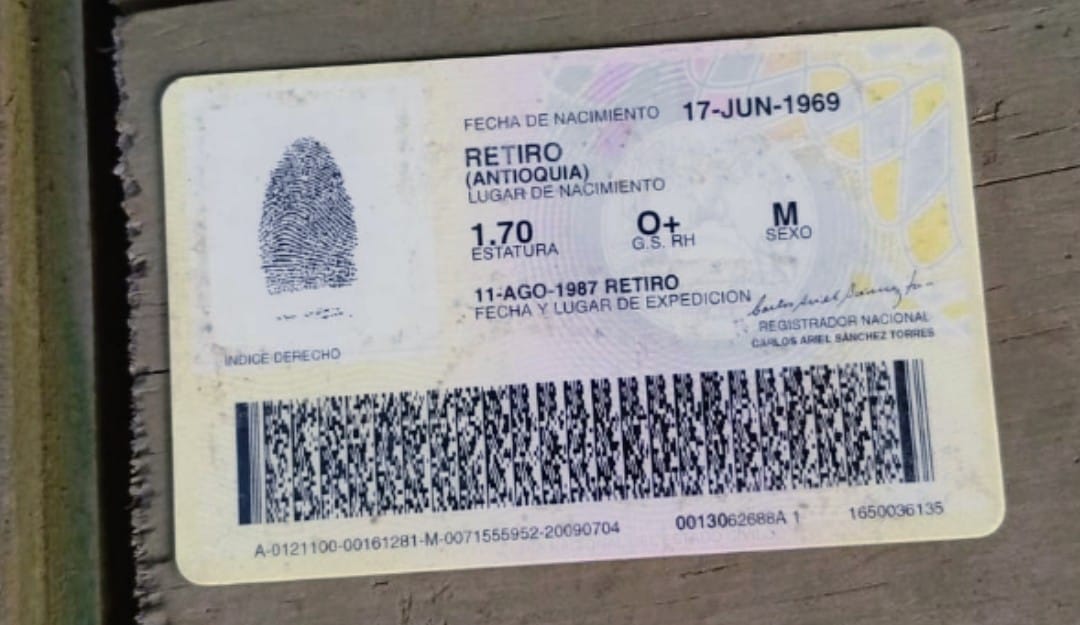 FECHA DE NACIMIENTO 17-JUN-1969
RETIRO
(ANTIOQUIA)
LUGAR DE NACIMIENTO
1.70 O+ M
ESTATURA G.S. RH SEXO
11-AGO-1987 RETIRO
FECHA Y LUGAR DE EXPEDICION
REGISTRADOR NACIONAL
CARLOS ARIEL SÁNCHEZ TORRES
INDICE DERECHO
A-0121100-00161281-M-0071555952-20090704 0013062688A 1 1650036135